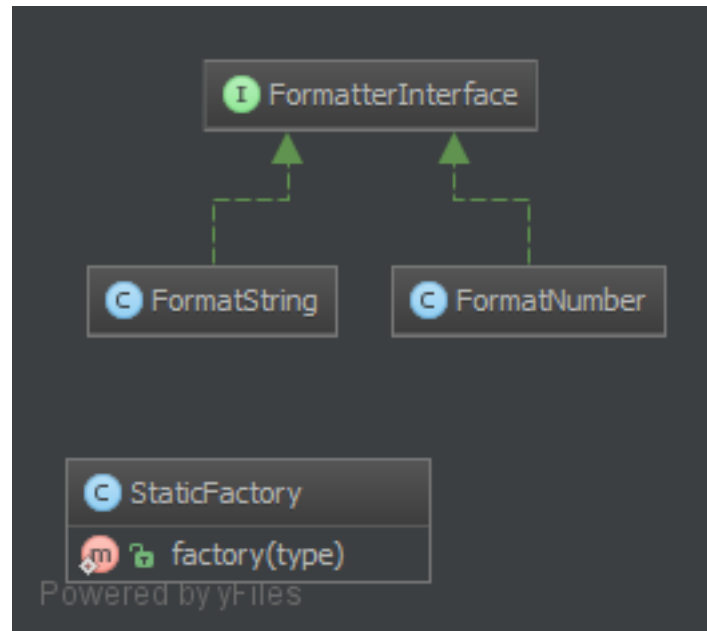 I FormatterInterface
C FormatString
C FormatNumber
C StaticFactory
m factory(type)
Powered by yFiles